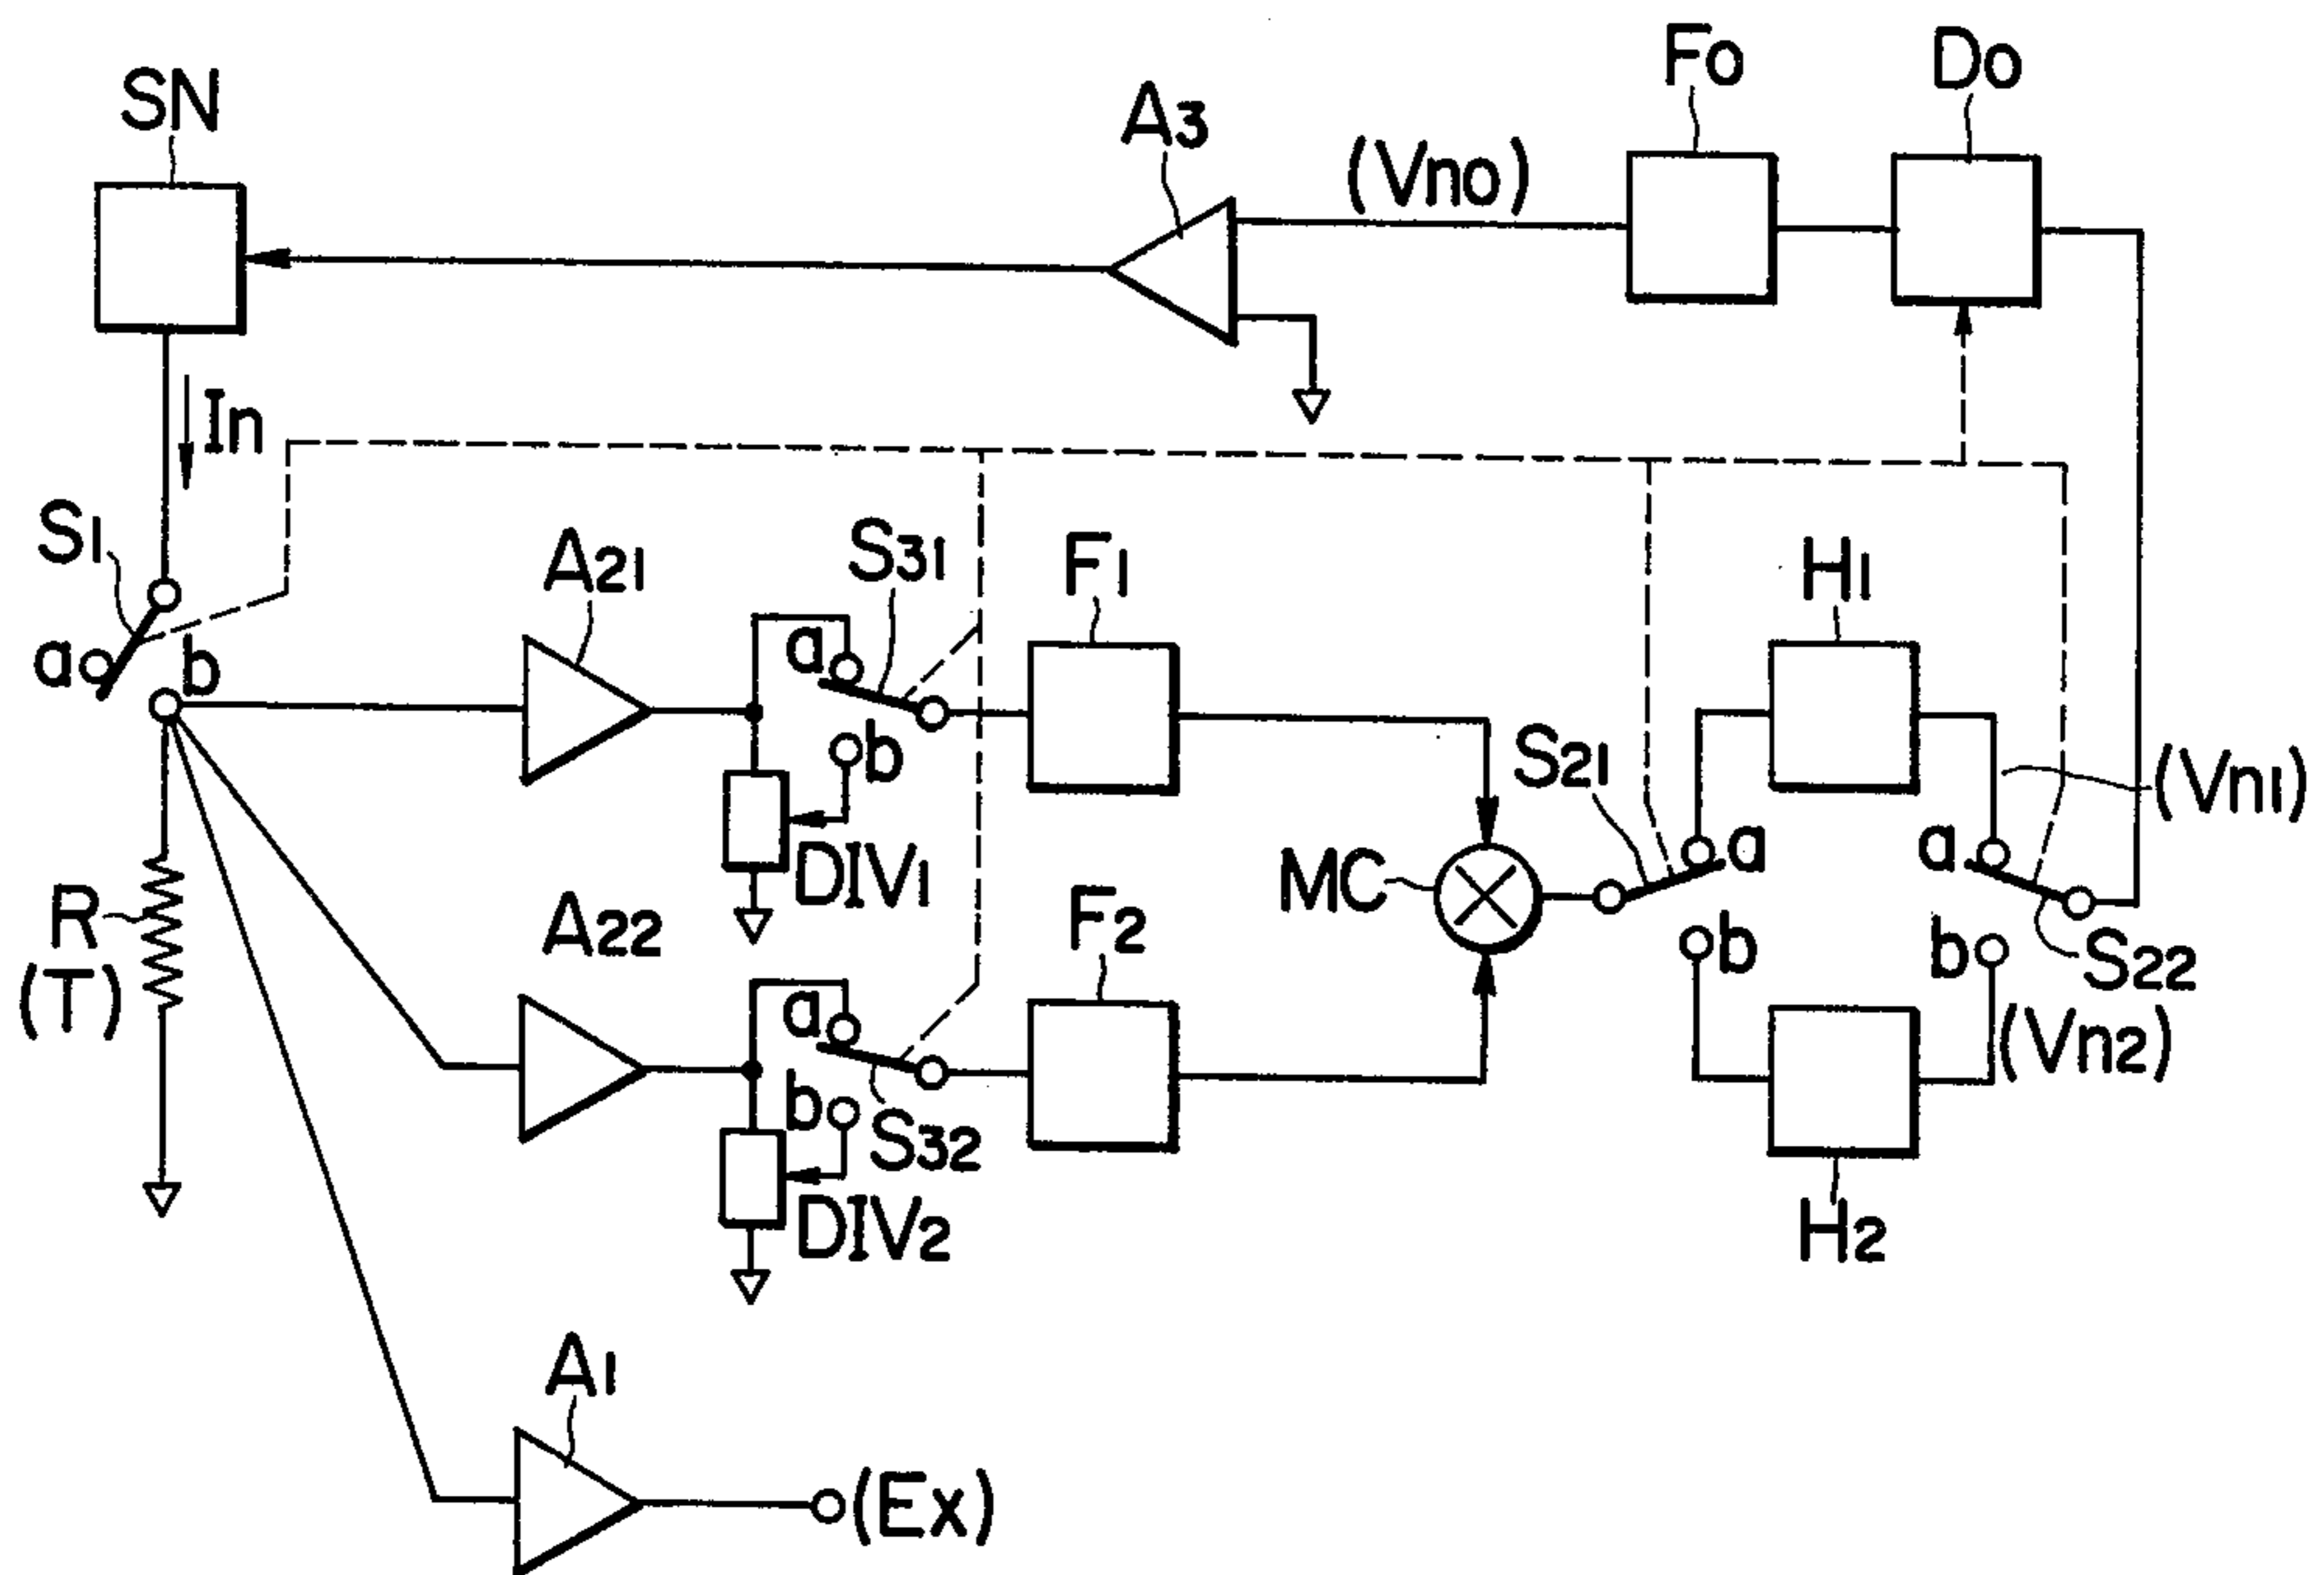 SN
A3
(Vno)
Fo
Do
In
S1
a
b
A21
S31
a
b
DIV1
F1
H1
S21
a
b
(Vn1)
a
b
S22
MC
R
(T)
A22
a
b
S32
DIV2
F2
(Vn2)
H2
A1
(Ex)